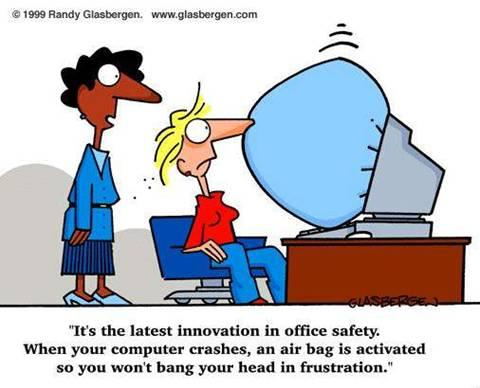 © 1999 Randy Glasbergen. www.glasbergen.com
GLASBERGEN
"It's the latest innovation in office safety.
When your computer crashes, an air bag is activated
so you won't bang your head in frustration."